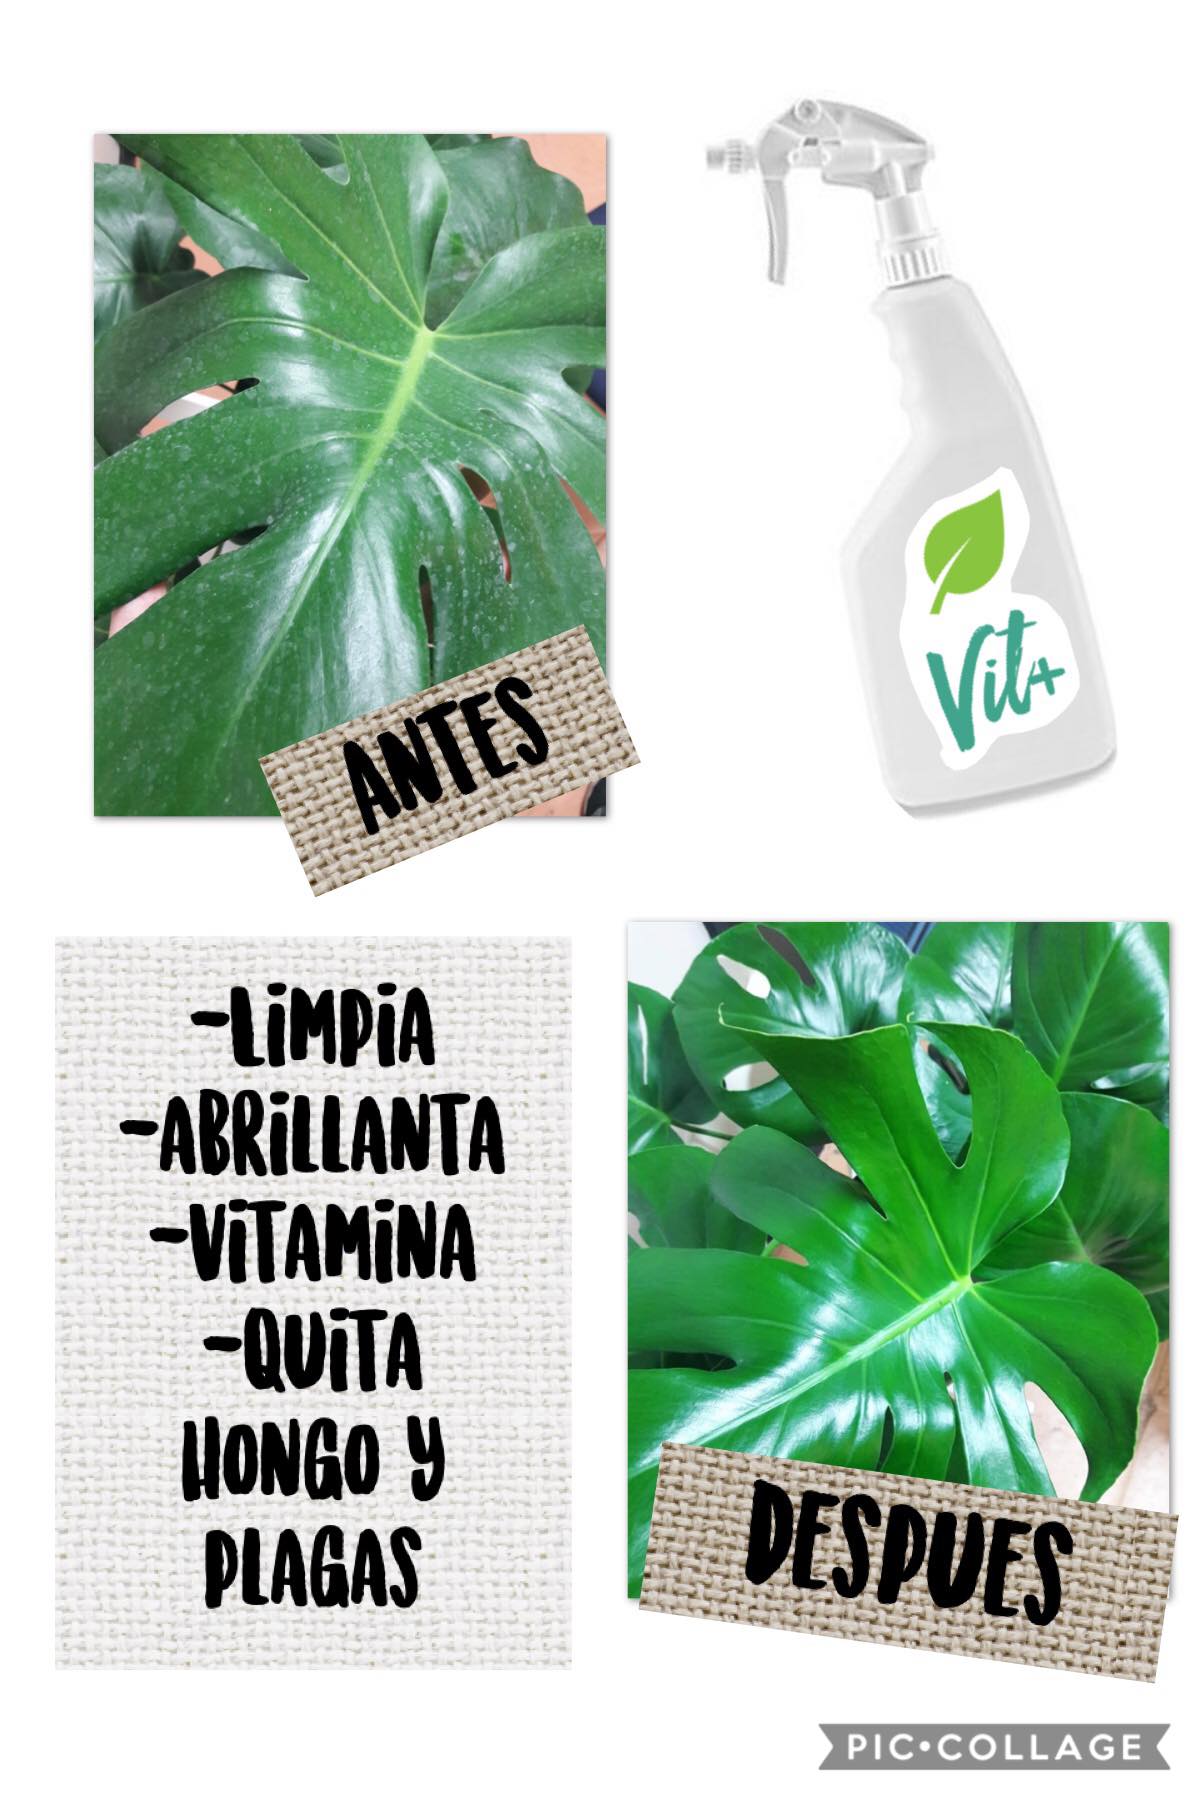 Vit+
ANTES
-LIMPIA
-ABRILLANTA
-VITAMINA
-QUITA
HONGO Y
PLAGAS
DESPUES
PIC•COLLAGE